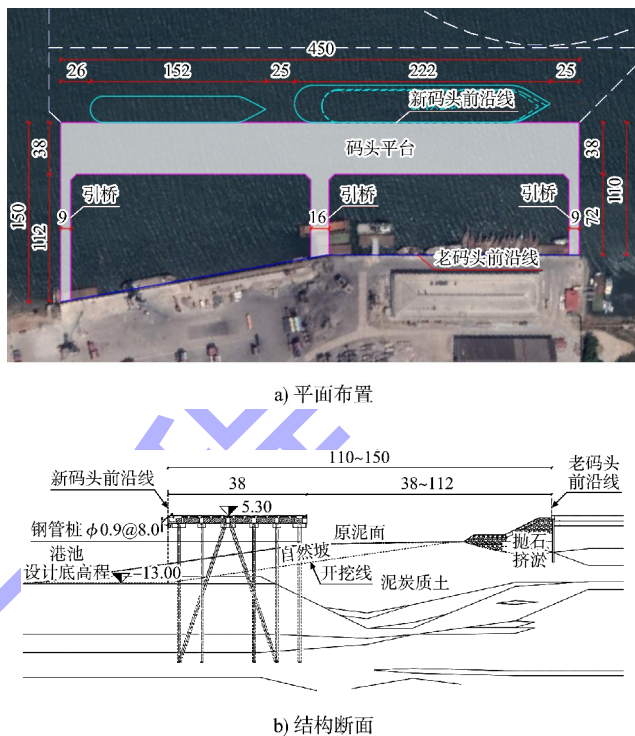 450
26 152 25 222 25
新码头前沿线
38 码头平台 38
引桥 引桥 引桥
150 9 16 9 110
112 72
老码头前沿线
a) 平面布置
110~150
新码头前沿线 老码头前沿线
38 38~112
5.30
钢管桩 ϕ0.9@8.0
原泥面
港池 自然坡 抛石挤淤
设计底高程 -13.00 开挖线 泥炭质土
b) 结构断面